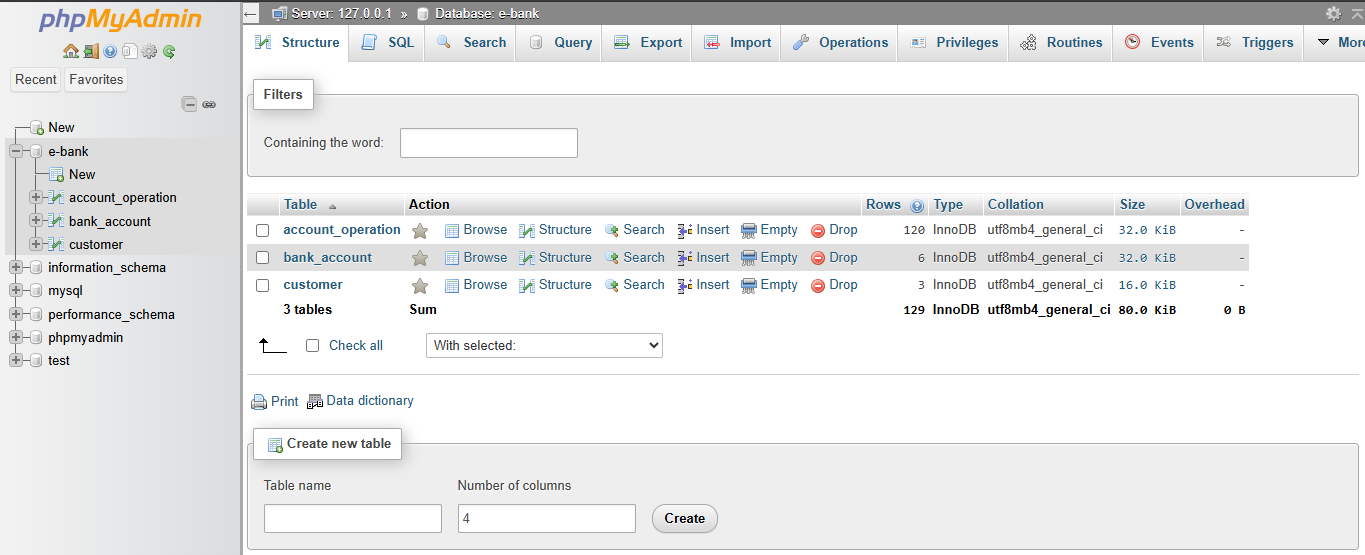 phpMyAdmin
Recent Favorites
New
e-bank
New
account_operation
bank_account
customer
information_schema
mysql
performance_schema
phpmyadmin
test
Server: 127.0.0.1 » Database: e-bank
Structure SQL Search Query Export Import Operations Privileges Routines Events Triggers More
Filters
Containing the word:
Table Action Rows Type Collation Size Overhead
account_operation Browse Structure Search Insert Empty Drop 120 InnoDB utf8mb4_general_ci 32.0 KiB -
bank_account Browse Structure Search Insert Empty Drop 6 InnoDB utf8mb4_general_ci 32.0 KiB -
customer Browse Structure Search Insert Empty Drop 3 InnoDB utf8mb4_general_ci 16.0 KiB -
3 tables Sum 129 InnoDB utf8mb4_general_ci 80.0 KiB 0 B
Check all With selected:
Print Data dictionary
Create new table
Table name Number of columns
4 Create